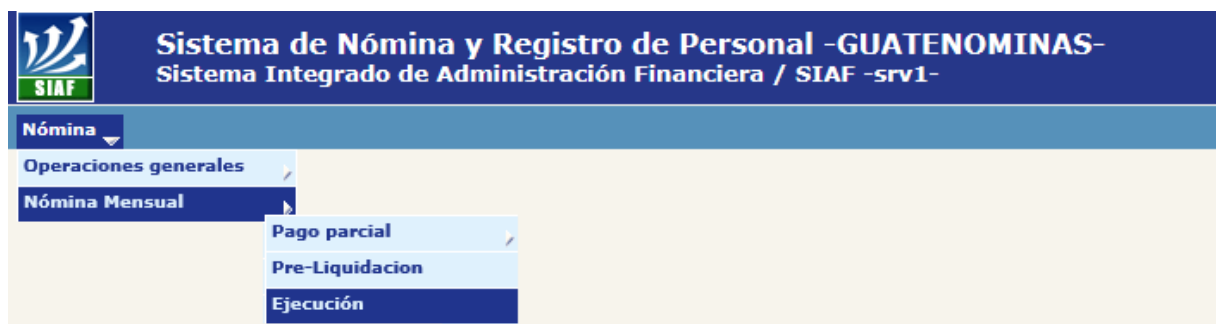 Sistema de Nómina y Registro de Personal -GUATENOMINAS-
Sistema Integrado de Administración Financiera / SIAF -srv1-
SIAF
Nómina
Operaciones generales
Nómina Mensual
Pago parcial
Pre-Liquidacion
Ejecución